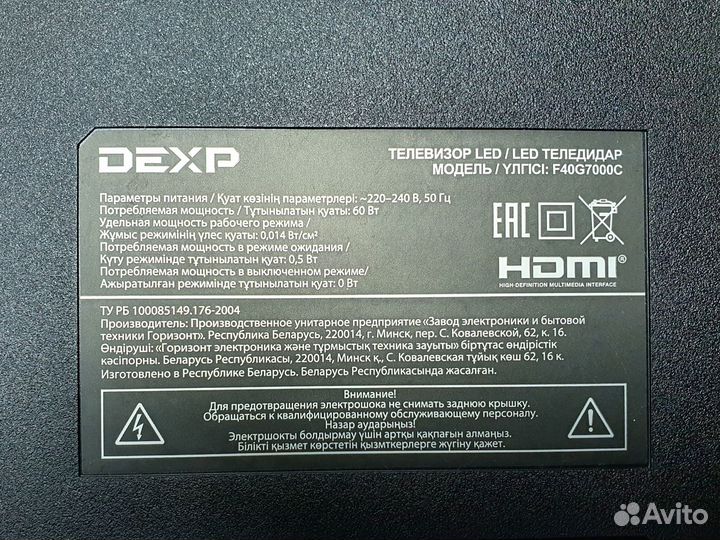 DEXP
ТЕЛЕВИЗОР LED / LED ТЕЛЕДИДАР
МОДЕЛЬ / ҮЛГІСІ: F40G7000C
Параметры питания / Қуат көзінің параметрлері: ~220–240 В, 50 Гц
Потребляемая мощность / Тұтынылатын қуаты: 60 Вт
Удельная мощность рабочего режима /
Жұмыс режимінің үлес қуаты: 0,014 Вт/см²
Потребляемая мощность в режиме ожидания /
Күту режимінде тұтынылатын қуаты: 0,5 Вт
Потребляемая мощность в выключенном режиме/
Ажыратылған режимінде тұтынылатын қуаты: 0 Вт
EAC
HDMI®
HIGH-DEFINITION MULTIMEDIA INTERFACE
ТУ РБ 100085149.176-2004
Производитель: Производственное унитарное предприятие «Завод электроники и бытовой
техники Горизонт». Республика Беларусь, 220014, г. Минск, пер. С. Ковалевской, 62, к. 16.
Өндіруші: «Горизонт электроника және тұрмыстық техника зауыты» біртұтас өндірістік
кәсіпорны. Беларусь Республикасы, 220014, Минск қ., С. Ковалевская тұйық көш 62, 16 к.
Изготовлено в Республике Беларусь. Беларусь Республикасында жасалған.
Внимание!
Для предотвращения электрошока не снимать заднюю крышку.
Обращаться к квалифицированному обслуживающему персоналу.
Назар аударыңыз!
Электршокты болдырмау үшін артқы қақпағын алмаңыз.
Білікті қызмет көрсететін қызметкерлерге жүгіну қажет.
Avito